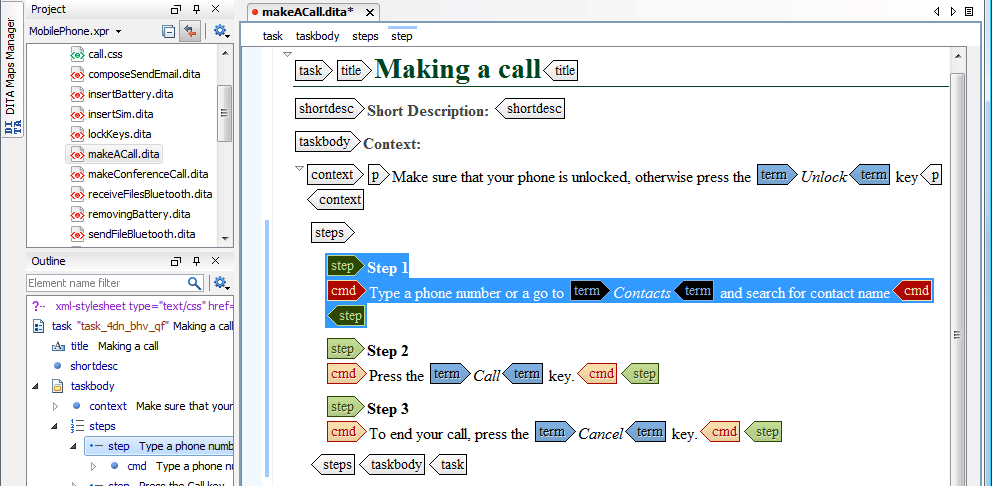 DITA Maps Manager
Project
MobilePhone.xpr
call.css
composeSendEmail.dita
insertBattery.dita
insertSim.dita
lockKeys.dita
makeACall.dita
makeConferenceCall.dita
receiveFilesBluetooth.dita
removingBattery.dita
sendFileBluetooth.dita
Outline
Element name filter
?·· xml-stylesheet type="text/css" href=
task "task_4dn_bhv_qf" Making a call
title Making a call
shortdesc
taskbody
context Make sure that your
steps
step Type a phone numb
cmd Type a phone nu
step Press the Call key
makeACall.dita*
task taskbody steps step
task title Making a call title
shortdesc Short Description: shortdesc
taskbody Context:
context p Make sure that your phone is unlocked, otherwise press the term Unlock term key p
context
steps
step Step 1
cmd Type a phone number or a go to term Contacts term and search for contact name cmd
step
step Step 2
cmd Press the term Call term key. cmd step
step Step 3
cmd To end your call, press the term Cancel term key. cmd step
steps taskbody task